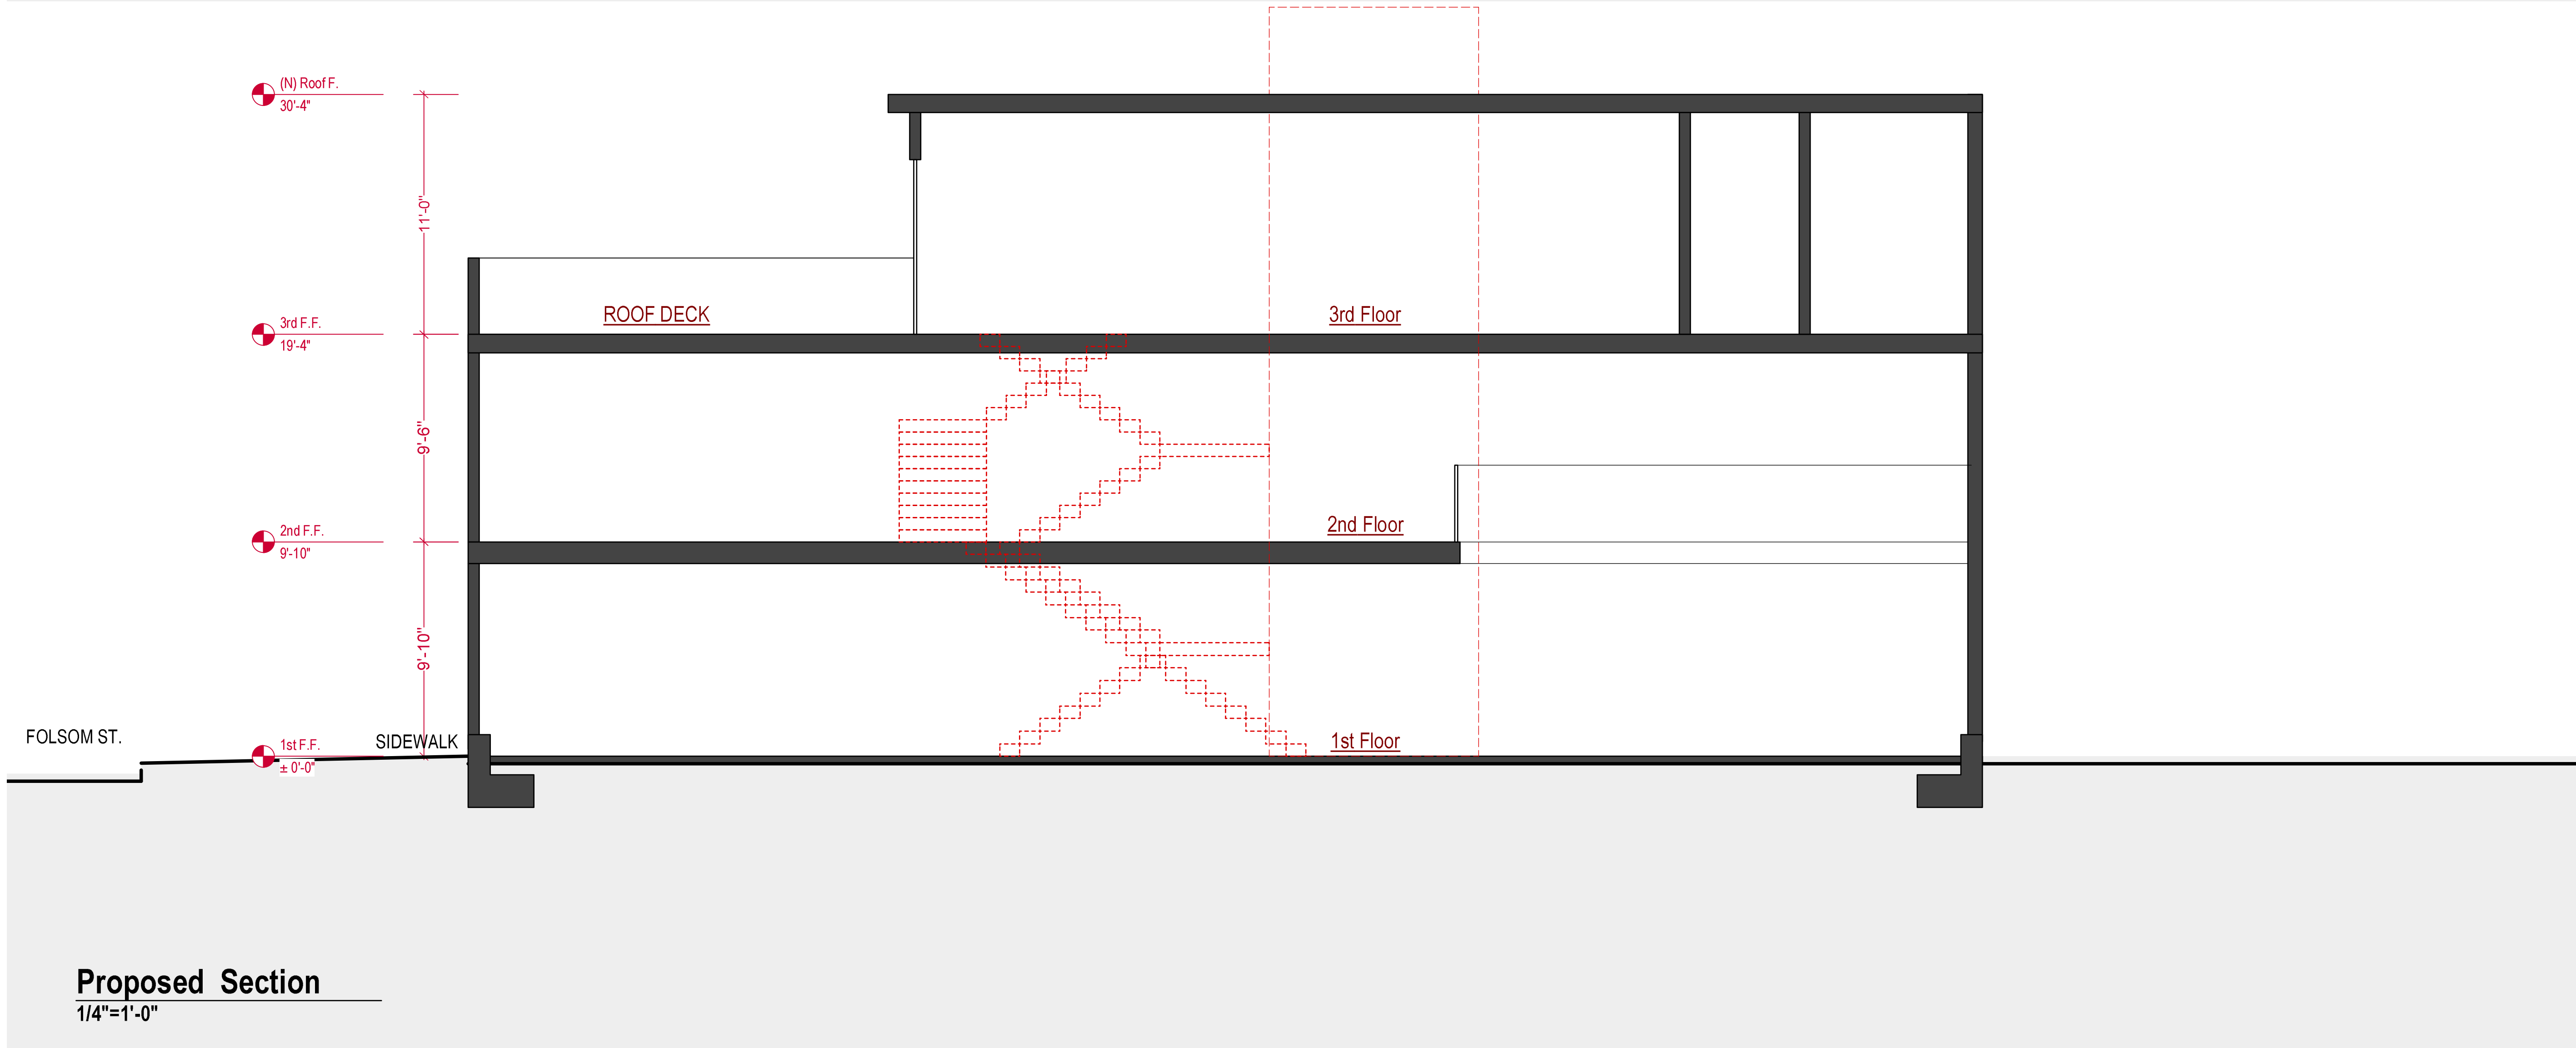 (N) Roof F.
30'-4"
11'-0"
ROOF DECK
3rd Floor
3rd F.F.
19'-4"
9'-6"
2nd Floor
2nd F.F.
9'-10"
9'-10"
FOLSOM ST.
SIDEWALK
1st Floor
1st F.F.
± 0'-0"
Proposed Section
1/4"=1'-0"